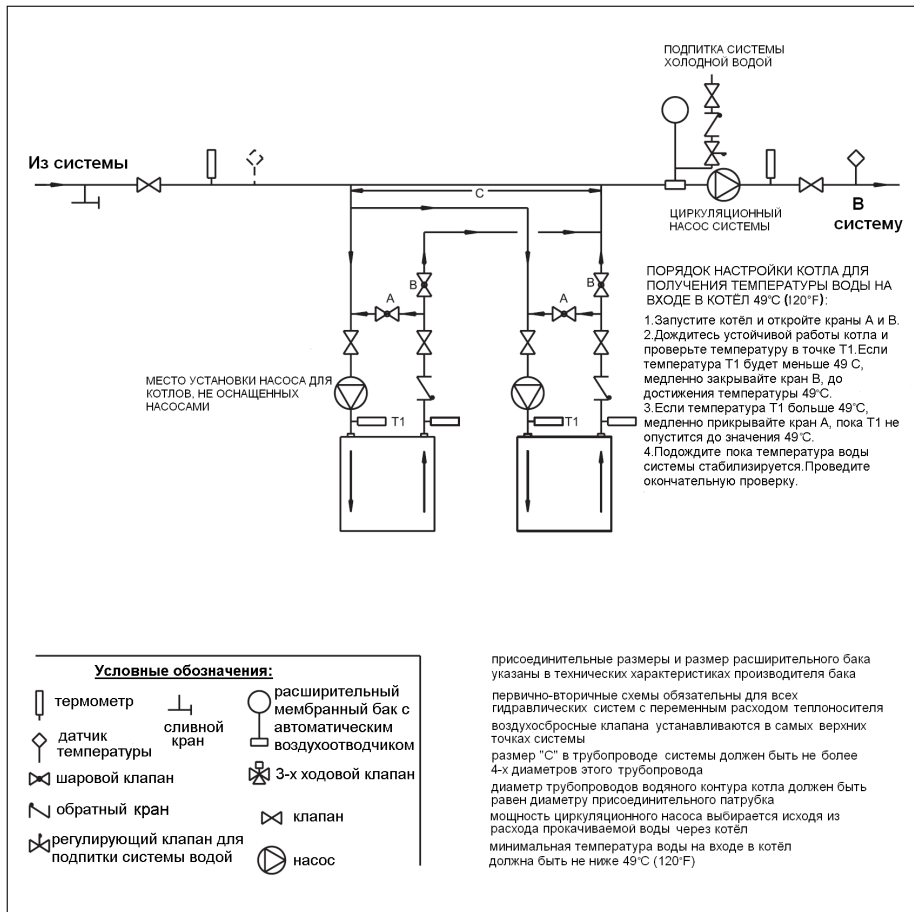 ПОДПИТКА СИСТЕМЫ
ХОЛОДНОЙ ВОДОЙ
Из системы
С
В
систему
ЦИРКУЛЯЦИОННЫЙ
НАСОС СИСТЕМЫ
В
В
А
А
МЕСТО УСТАНОВКИ НАСОСА ДЛЯ
КОТЛОВ, НЕ ОСНАЩЕННЫХ
НАСОСАМИ
Т1
Т1
ПОРЯДОК НАСТРОЙКИ КОТЛА ДЛЯ
ПОЛУЧЕНИЯ ТЕМПЕРАТУРЫ ВОДЫ НА
ВХОДЕ В КОТЁЛ 49°С (120°F):
1.Запустите котёл и откройте краны А и В.
2.Дождитесь устойчивой работы котла и
проверьте температуру в точке Т1.Если
температура Т1 будет меньше 49 С,
медленно закрывайте кран В, до
достижения температуры 49°С.
3.Если температура Т1 больше 49°С,
медленно прикрывайте кран А, пока Т1 не
опустится до значения 49°С.
4.Подождите пока температура воды
системы стабилизируется.Проведите
окончательную проверку.
Условные обозначения:
термометр
сливной
кран
датчик
температуры
шаровой клапан
обратный кран
регулирующий клапан для
подпитки системы водой
расширительный
мембранный бак с
автоматическим
воздухоотводчиком
3-х ходовой клапан
клапан
насос
присоединительные размеры и размер расширительного бака
указаны в технических характеристиках производителя бака
первично-вторичные схемы обязательны для всех
гидравлических систем с переменным расходом теплоносителя
воздухосбросные клапана устанавливаются в самых верхних
точках системы
размер "С" в трубопроводе системы должен быть не более
4-х диаметров этого трубопровода
диаметр трубопроводов водяного контура котла должен быть
равен диаметру присоединительного патрубка
мощность циркуляционного насоса выбирается исходя из
расхода прокачиваемой воды через котёл
минимальная температура воды на входе в котёл
должна быть не ниже 49°С (120°F)